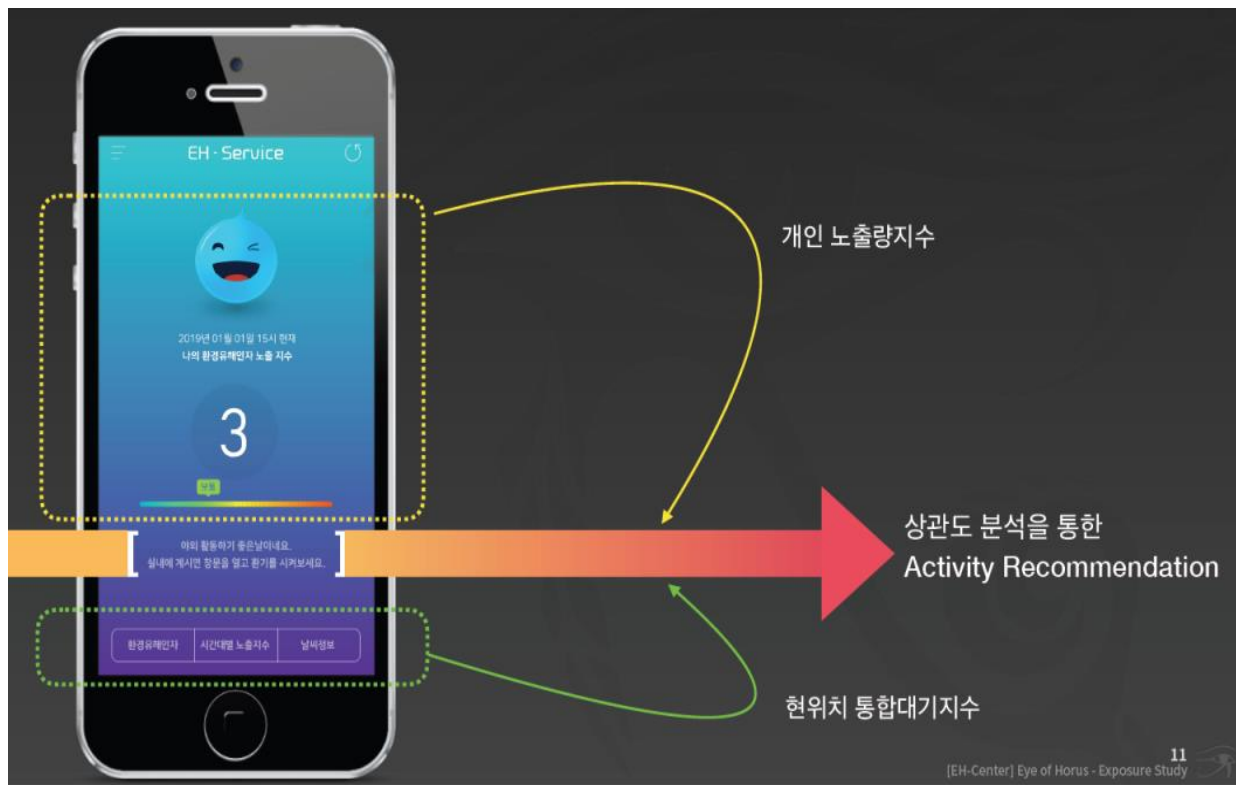 EH · Service
개인 노출량지수
2019년 01월 01일 15시 현재
나의 환경유해인자 노출 지수
3
낮음
야외 활동하기 좋은날이네요.
실내에 계시면 창문을 열고 환기를 시켜보세요.
상관도 분석을 통한
Activity Recommendation
환경유해인자 시간대별 노출지수 날씨정보
현위치 통합대기지수
11
[EH-Center] Eye of Horus - Exposure Study